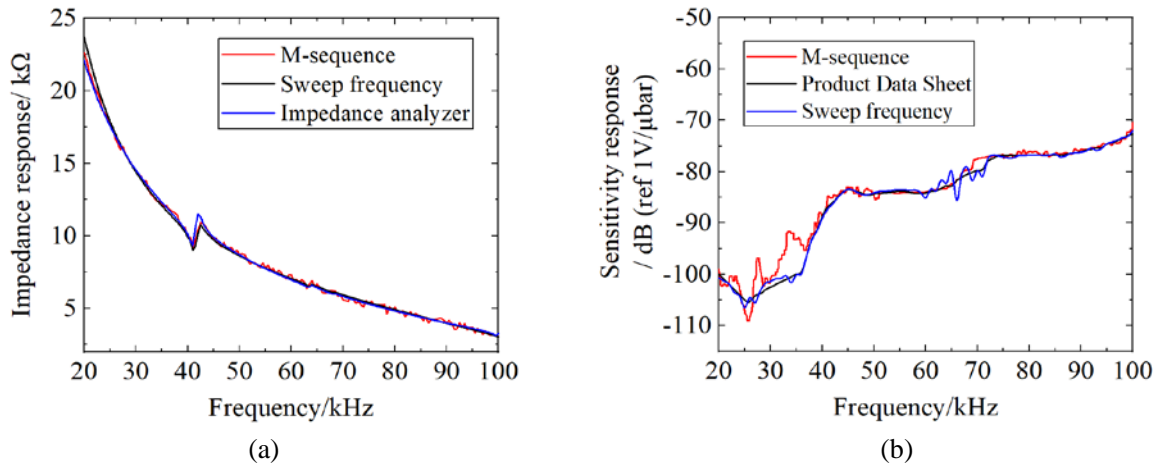 Impedance response/ kΩ
25
20
15
10
5
M-sequence
Sweep frequency
Impedance analyzer
20 30 40 50 60 70 80 90 100
Frequency/kHz
(a)
Sensitivity response
/ dB (ref 1 V/μbar)
-50
-60
-70
-80
-90
-100
-110
M-sequence
Product Data Sheet
Sweep frequency
20 30 40 50 60 70 80 90 100
Frequency/kHz
(b)